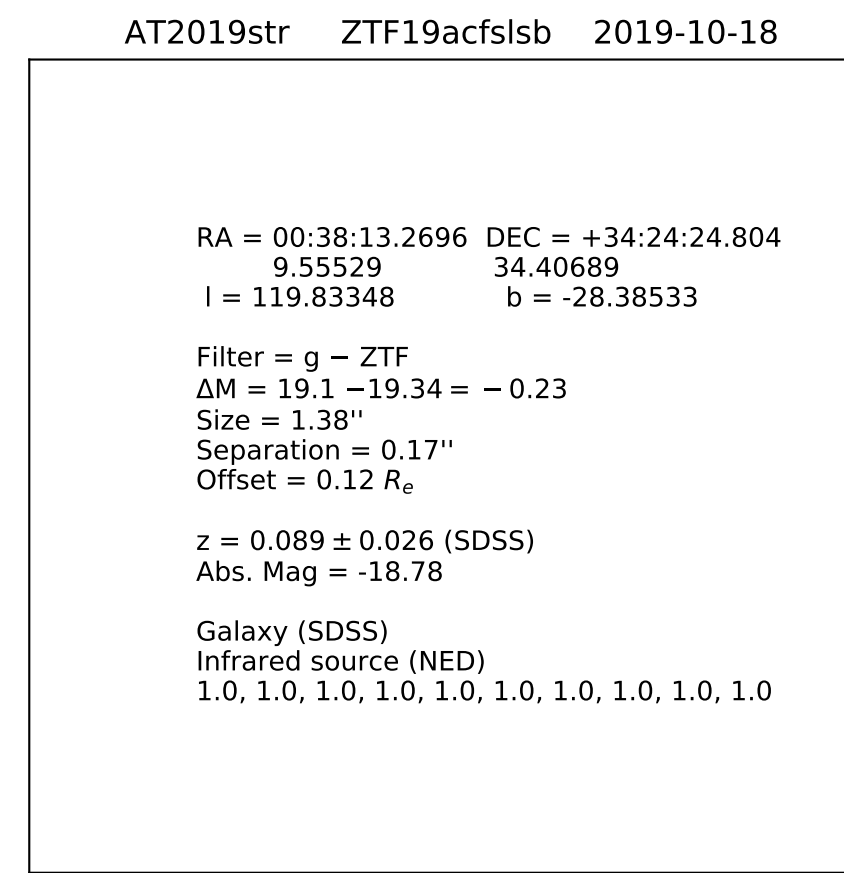 AT2019str ZTF19acfslsb 2019-10-18
RA = 00:38:13.2696 DEC = +34:24:24.804
9.55529 34.40689
l = 119.83348 b = -28.38533
Filter = g − ZTF
ΔM = 19.1 −19.34 = − 0.23
Size = 1.38''
Separation = 0.17''
Offset = 0.12 Re
z = 0.089 ± 0.026 (SDSS)
Abs. Mag = -18.78
Galaxy (SDSS)
Infrared source (NED)
1.0, 1.0, 1.0, 1.0, 1.0, 1.0, 1.0, 1.0, 1.0, 1.0